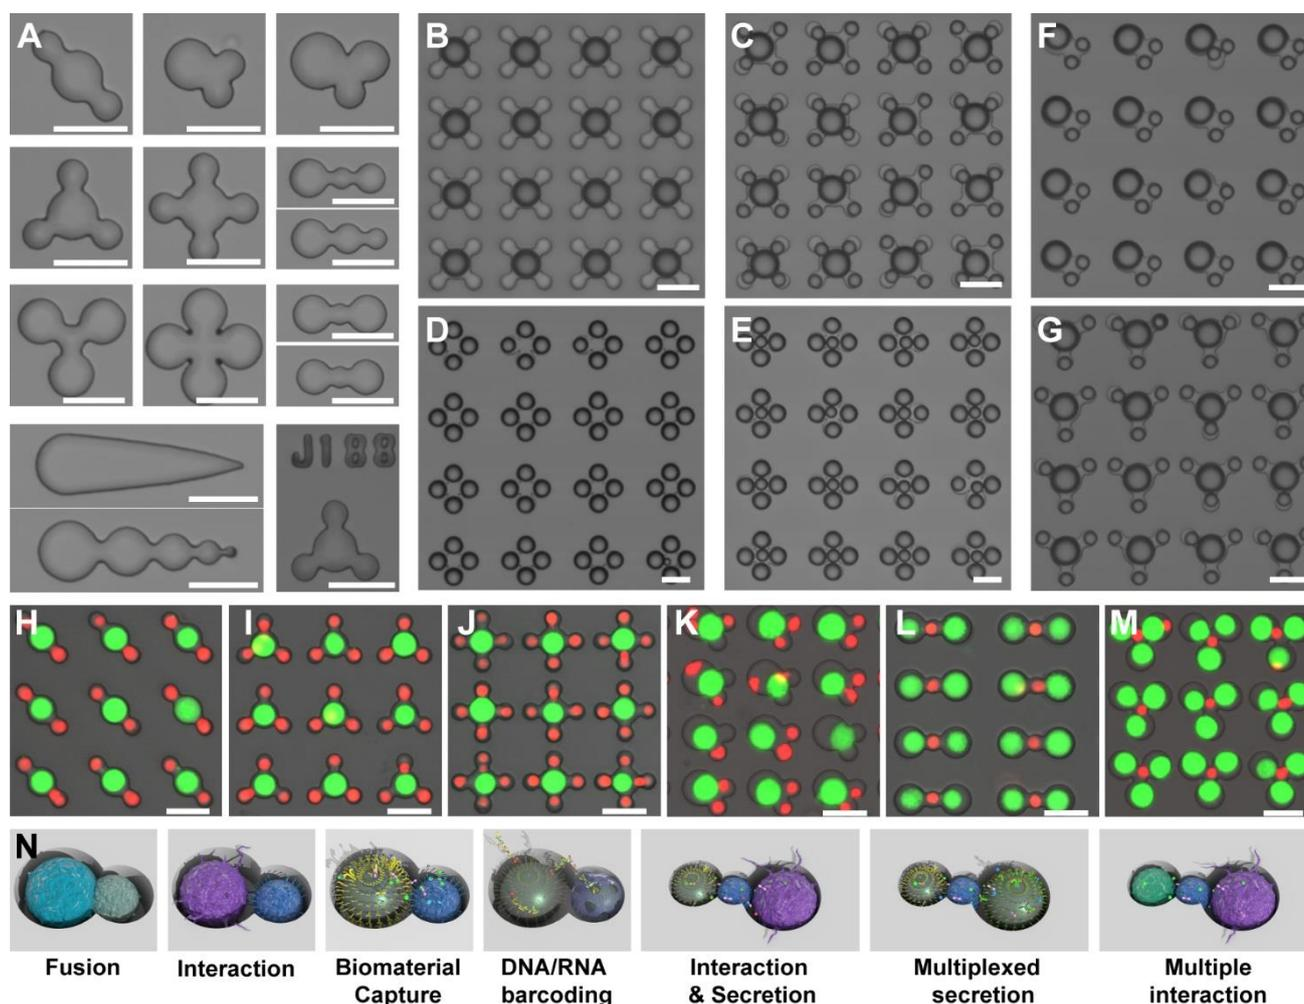 A
B
C
F
J1 88
D
E
G
H
I
J
K
L
M
N
Fusion
Interaction
Biomaterial
Capture
DNA/RNA
barcoding
Interaction
& Secretion
Multiplexed
secretion
Multiple
interaction